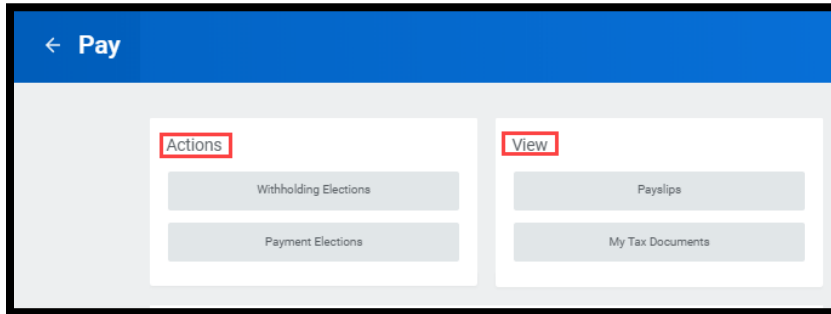 ← Pay
Actions
Withholding Elections
Payment Elections
View
Payslips
My Tax Documents